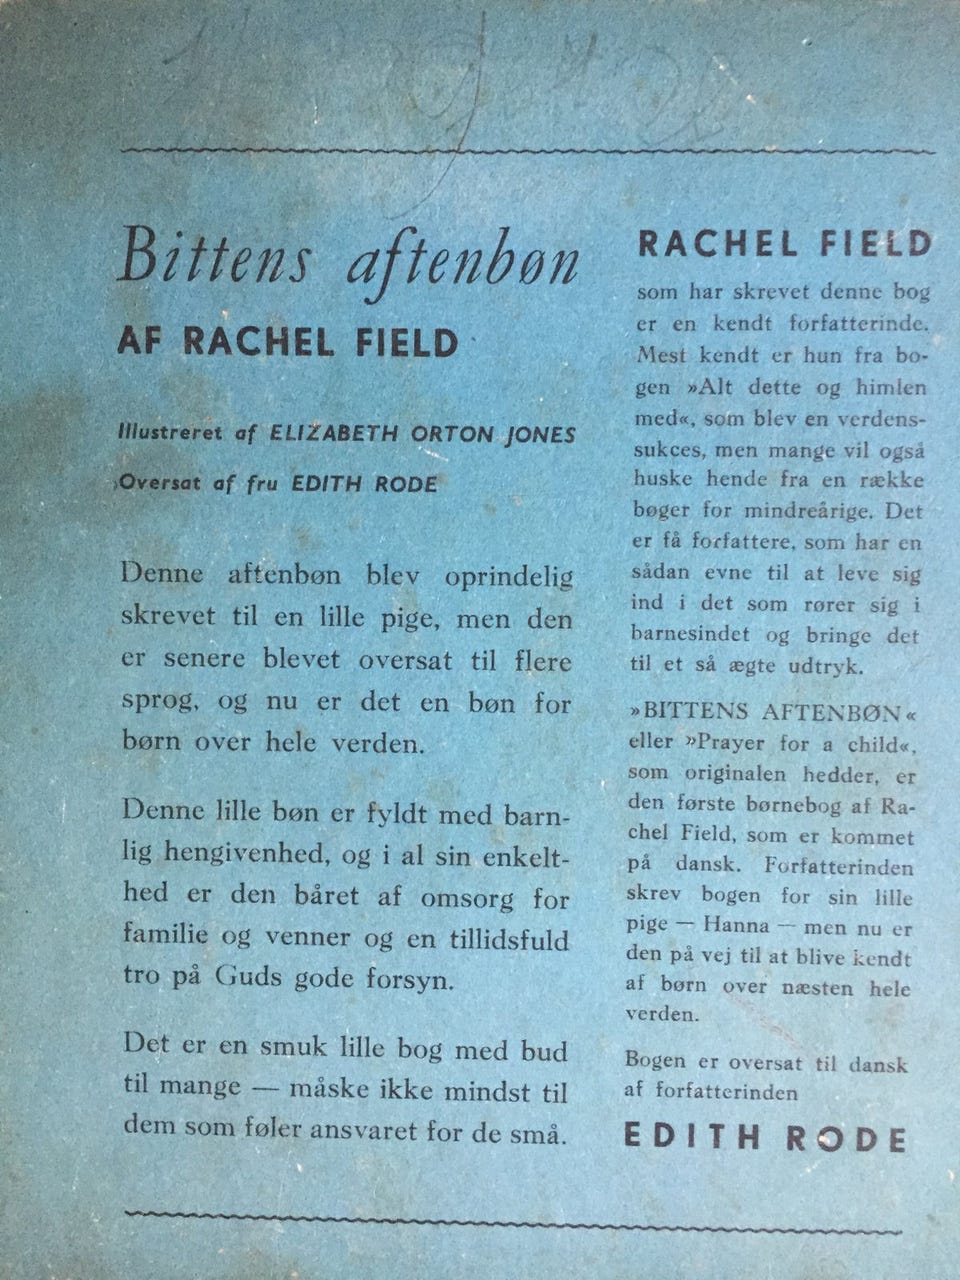 Bittens aftenbøn
AF RACHEL FIELD
Illustreret af ELIZABETH ORTON JONES
Oversat af fru EDITH RODE
Denne aftenbøn blev oprindelig
skrevet til en lille pige, men den
er senere blevet oversat til flere
sprog, og nu er det en bøn for
børn over hele verden.
Denne lille bøn er fyldt med barn-
lig hengivenhed, og i al sin enkelt-
hed er den båret af omsorg for
familie og venner og en tillidsfuld
tro på Guds gode forsyn.
Det er en smuk lille bog med bud
til mange — måske ikke mindst til
dem som føler ansvaret for de små.
RACHEL FIELD
som har skrevet denne bog
er en kendt forfatterinde.
Mest kendt er hun fra bo-
gen »Alt dette og himlen
med«, som blev en verdens-
sukces, men mange vil også
huske hende fra en række
bøger for mindreårige. Det
er få forfattere, som har en
sådan evne til at leve sig
ind i det som rører sig i
barnesindet og bringe det
til et så ægte udtryk.
»BITTENS AFTENBØN«
eller »Prayer for a child«,
som originalen hedder, er
den første børnebog af Ra-
chel Field, som er kommet
på dansk. Forfatterinden
skrev bogen for sin lille
pige — Hanna — men nu er
den på vej til at blive kendt
af børn over næsten hele
verden.
Bogen er oversat til dansk
af forfatterinden
EDITH RODE